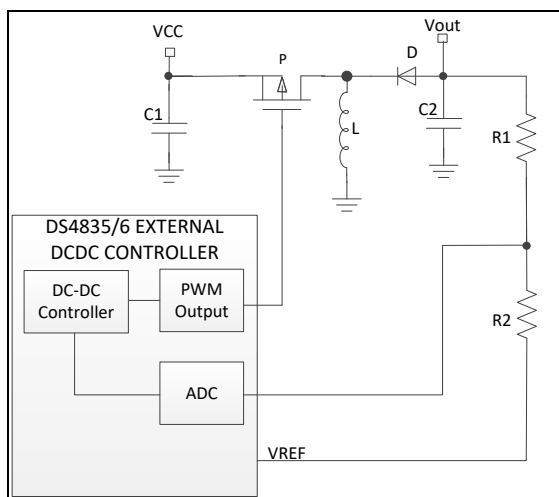 VCC
P
D
Vout
C1
L
C2
R1
DS4835/6 EXTERNAL
DCDC CONTROLLER
DC-DC
Controller
PWM
Output
R2
ADC
VREF